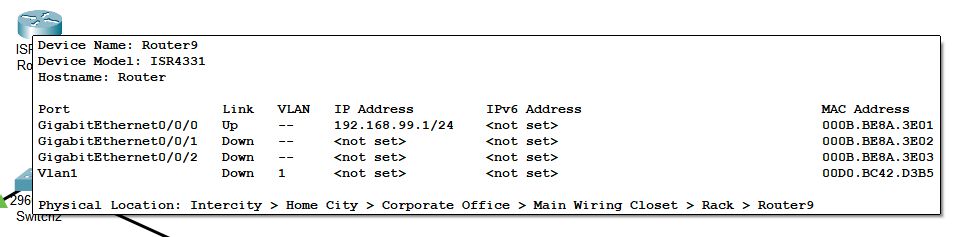 ISR
Device Name: Router9
Device Model: ISR4331
Ro
Hostname: Router
Port Link VLAN IP Address IPv6 Address MAC Address
GigabitEthernet0/0/0 Up -- 192.168.99.1/24 <not set> 000B.BE8A.3E01
GigabitEthernet0/0/1 Down -- <not set> <not set> 000B.BE8A.3E02
GigabitEthernet0/0/2 Down -- <not set> <not set> 000B.BE8A.3E03
Vlan1 Down 1 <not set> <not set> 00D0.BC42.D3B5
296
Physical Location: Intercity > Home City > Corporate Office > Main Wiring Closet > Rack > Router9
Switch2